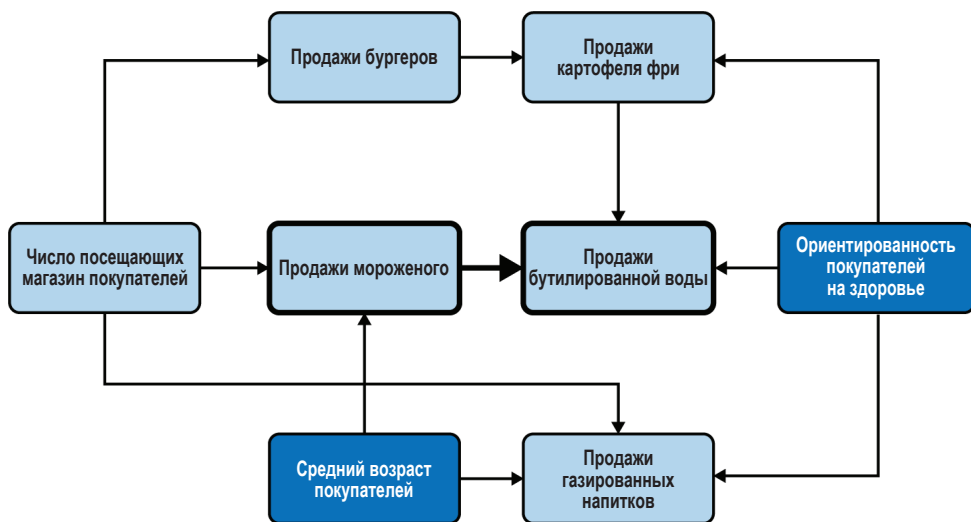 Продажи бургеров
Продажи
картофеля фри
Число посещающих
магазин покупателей
Продажи мороженого
Продажи
бутилированной воды
Ориентированность
покупателей
на здоровье
Средний возраст
покупателей
Продажи
газированных
напитков